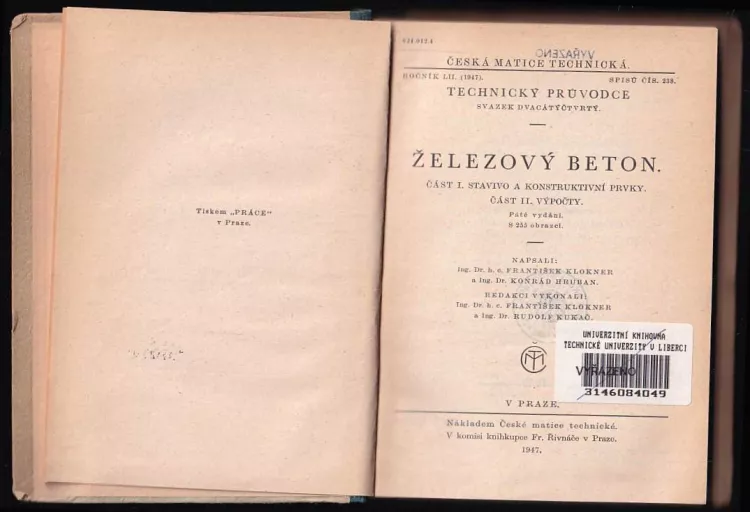 Tiskem „PRÁCE“
v Praze.
VYŘAZENO
ČESKÁ MATICE TECHNICKÁ.
ROČNÍK LII. (1947). SPISŮ ČÍS. 238.
TECHNICKÝ PRŮVODCE
SVAZEK DVACÁTÝČTVRTÝ.
ŽELEZOVÝ BETON.
ČÁST I. STAVIVO A KONSTRUKTIVNÍ PRVKY.
ČÁST II. VÝPOČTY.
Páté vydání.
S 255 obrazci.
NAPSALI:
Ing. Dr. h. c. FRANTIŠEK KLOKNER
a Ing. Dr. KONRÁD HRUBAN.
REDAKCI VYKONALI:
Ing. Dr. h. c. FRANTIŠEK KLOKNER
a Ing. Dr. RUDOLF KUKAČ.
UNIVERZITNÍ KNIHOVNA
TECHNICKÉ UNIVERZITY V LIBERCI
VYŘAZENO
3146084049
V PRAZE.
Nákladem České matice technické.
V komisi knihkupce Fr. Řivnáče v Praze.
1947.